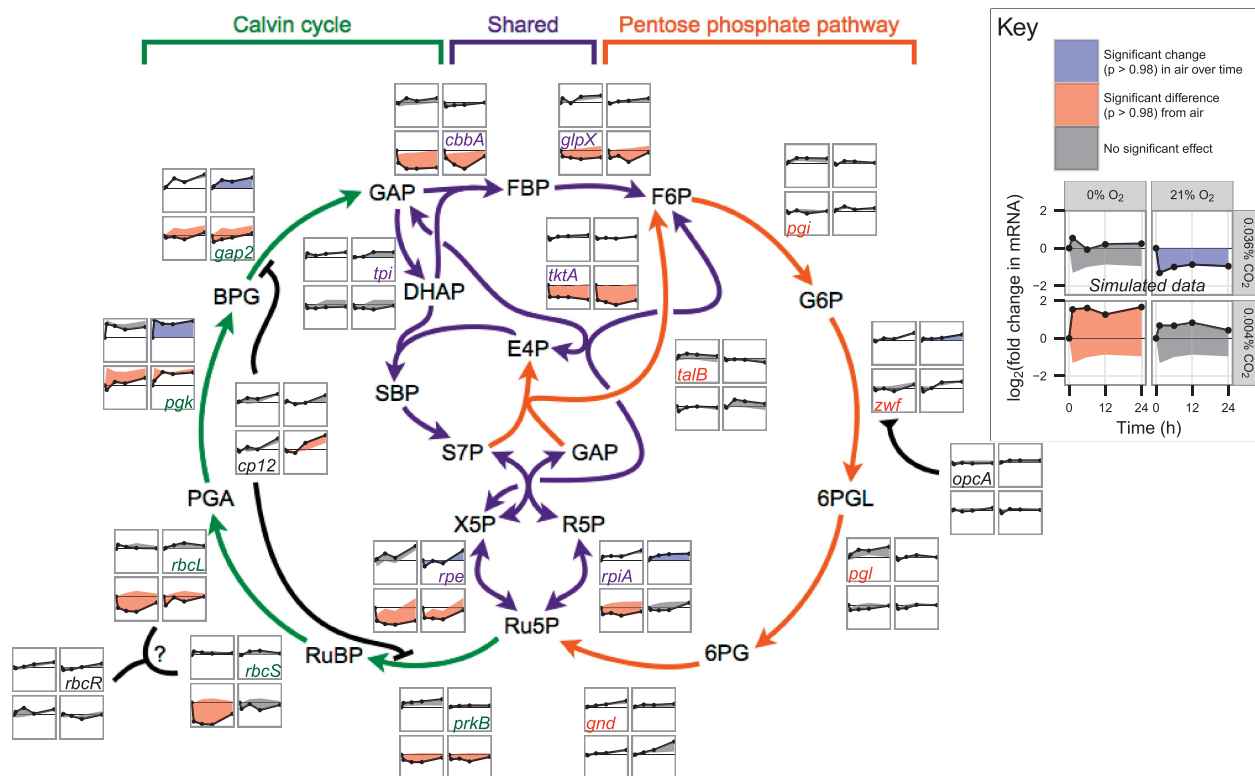 Calvin cycle
Shared
Pentose phosphate pathway
Key
Significant change
(p > 0.98) in air over time
Significant difference
(p > 0.98) from air
No significant effect
0% O2
21% O2
0.036% CO2
0.004% CO2
log2(fold change in mRNA)
2
0
−2
2
0
−2
Simulated data
0
12
24
0
12
24
Time (h)
cbbA
glpX
GAP
FBP
F6P
pgi
gap2
tpi
tktA
DHAP
BPG
G6P
pgk
E4P
talB
zwf
SBP
cp12
S7P
GAP
opcA
PGA
6PGL
X5P
R5P
rbcL
rpe
rpiA
pgl
Ru5P
RuBP
6PG
?
rbcR
rbcS
prkB
gnd